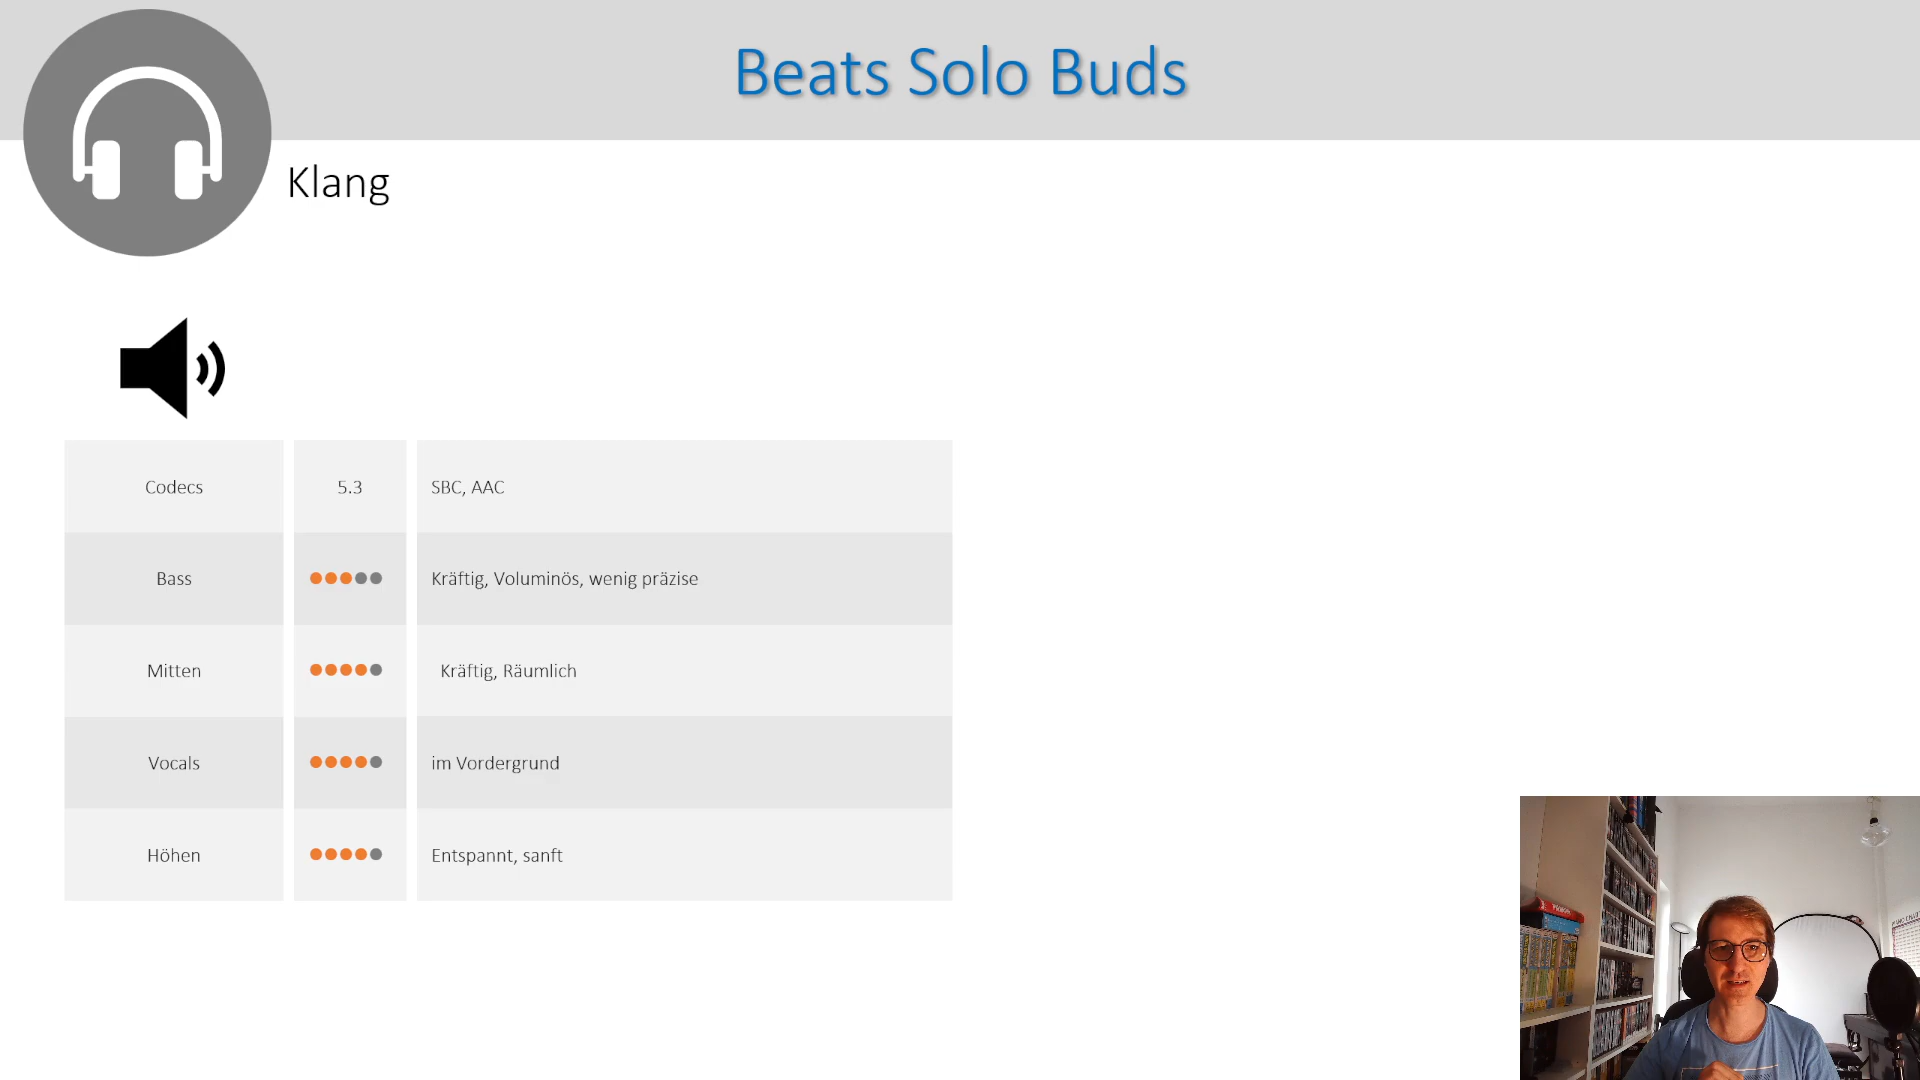 Beats Solo Buds
Klang
Codecs 5.3 SBC, AAC
Bass Kräftig, Voluminös, wenig präzise
Mitten Kräftig, Räumlich
Vocals im Vordergrund
Höhen Entspannt, sanft